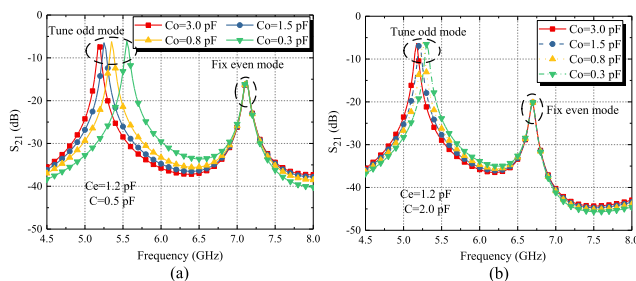 Tune odd mode
Co=3.0 pF
Co=1.5 pF
Co=0.8 pF
Co=0.3 pF
Fix even mode
Ce=1.2 pF
C=0.5 pF
S21 (dB)
0
-10
-20
-30
-40
-50
4.5 5.0 5.5 6.0 6.5 7.0 7.5 8.0
Frequency (GHz)
(a)
Tune odd mode
Co=3.0 pF
Co=1.5 pF
Co=0.8 pF
Co=0.3 pF
Fix even mode
Ce=1.2 pF
C=2.0 pF
S21 (dB)
0
-10
-20
-30
-40
-50
4.5 5.0 5.5 6.0 6.5 7.0 7.5 8.0
Frequency (GHz)
(b)